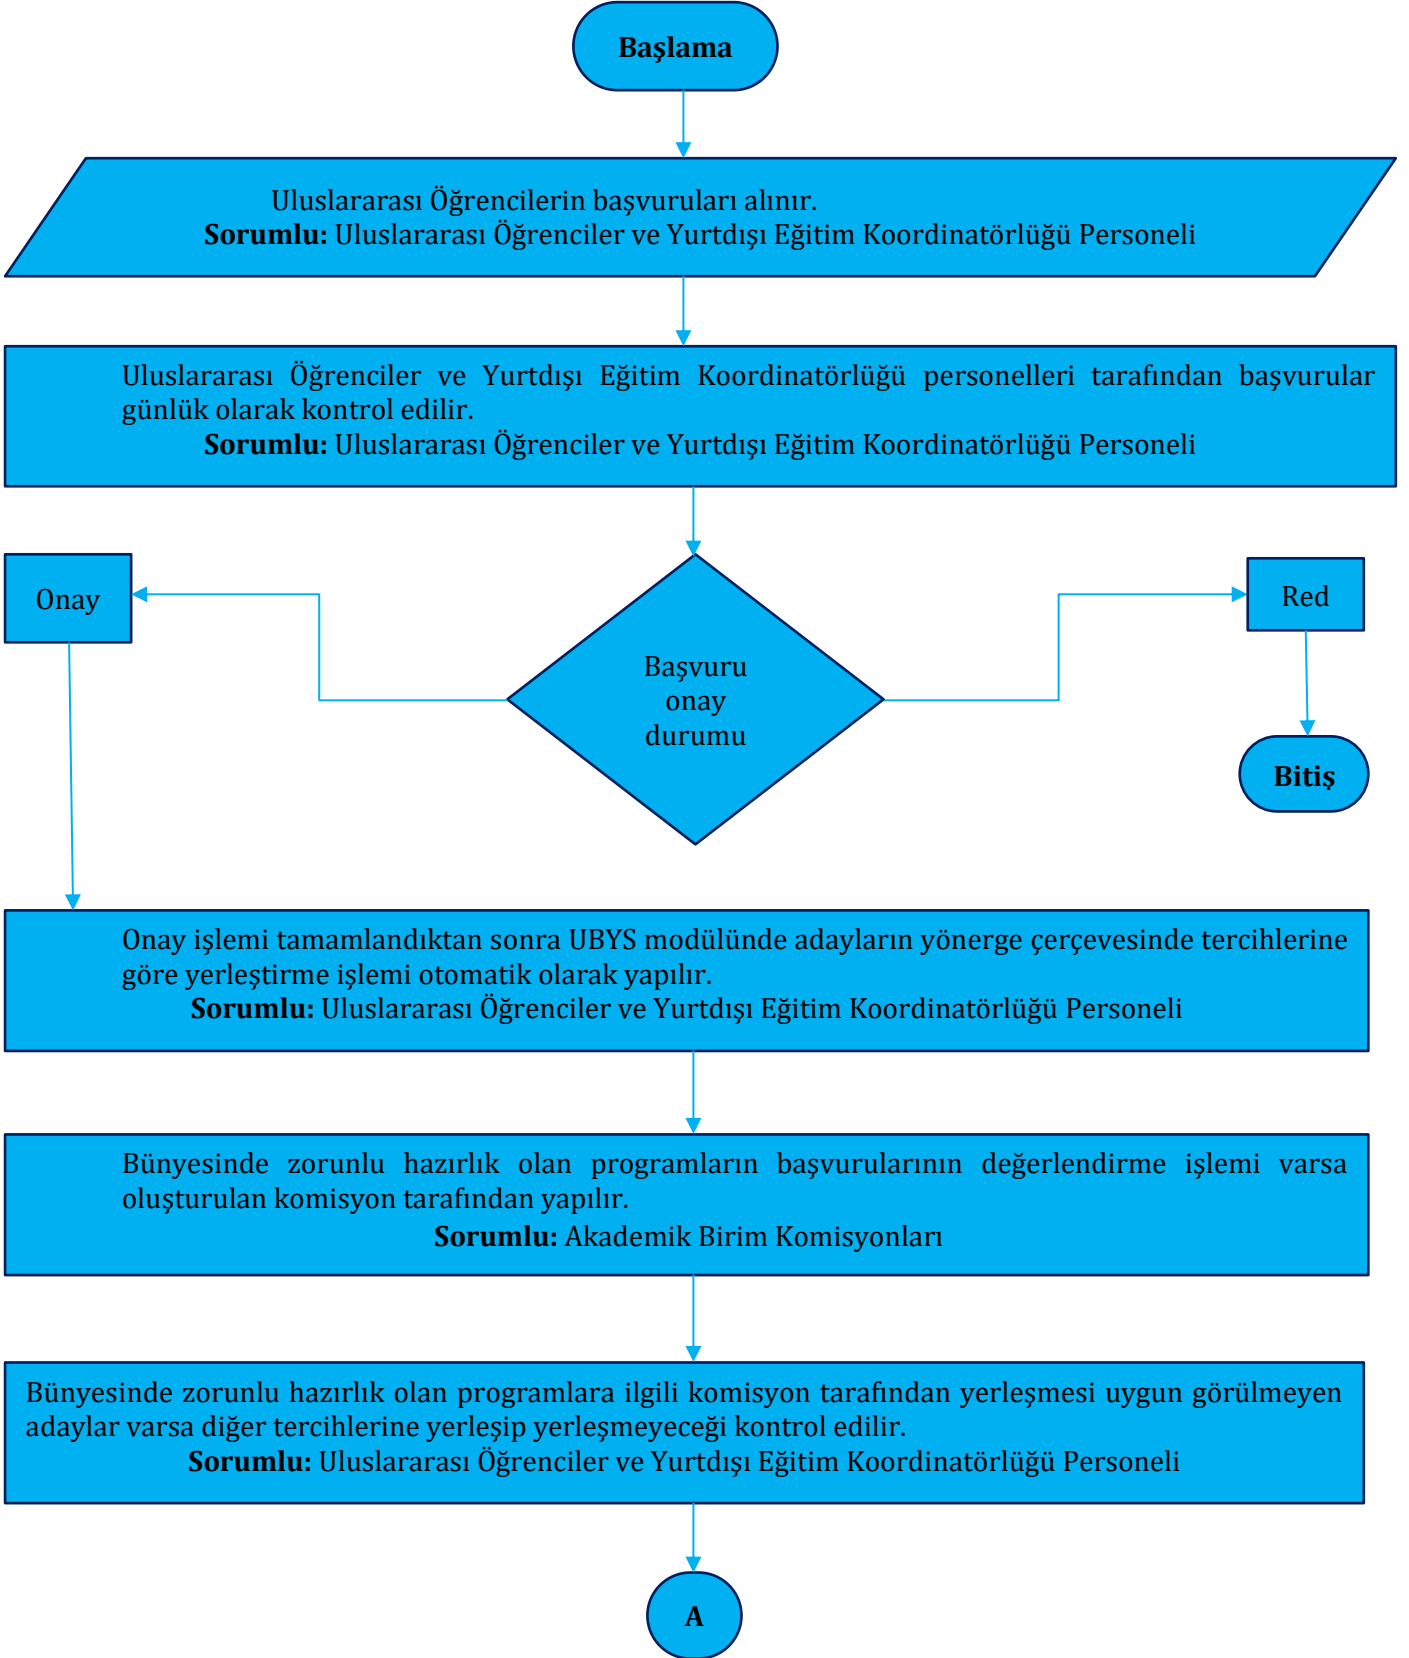 Başlama
Uluslararası Öğrencilerin başvuruları alınır.
Sorumlu: Uluslararası Öğrenciler ve Yurtdışı Eğitim Koordinatörlüğü Personeli
Uluslararası Öğrenciler ve Yurtdışı Eğitim Koordinatörlüğü personelleri tarafından başvurular
günlük olarak kontrol edilir.
Sorumlu: Uluslararası Öğrenciler ve Yurtdışı Eğitim Koordinatörlüğü Personeli
Onay
Red
Başvuru
onay
durumu
Bitiş
Onay işlemi tamamlandıktan sonra UBYS modülünde adayların yönerge çerçevesinde tercihlerine
göre yerleştirme işlemi otomatik olarak yapılır.
Sorumlu: Uluslararası Öğrenciler ve Yurtdışı Eğitim Koordinatörlüğü Personeli
Bünyesinde zorunlu hazırlık olan programların başvurularının değerlendirme işlemi varsa
oluşturulan komisyon tarafından yapılır.
Sorumlu: Akademik Birim Komisyonları
Bünyesinde zorunlu hazırlık olan programlara ilgili komisyon tarafından yerleşmesi uygun görülmeyen
adaylar varsa diğer tercihlerine yerleşip yerleşmeyeceği kontrol edilir.
Sorumlu: Uluslararası Öğrenciler ve Yurtdışı Eğitim Koordinatörlüğü Personeli
A